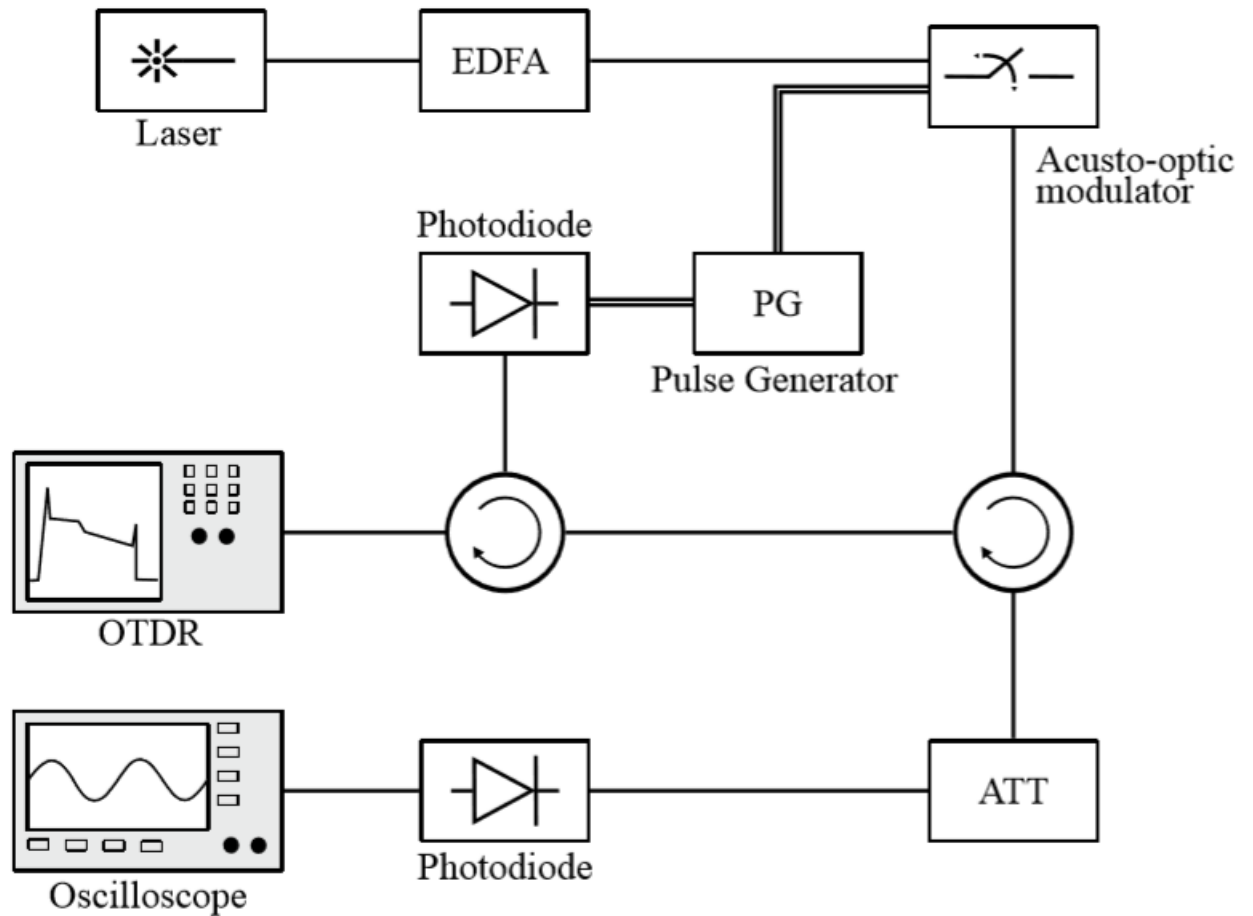 EDFA
Laser
Acusto-optic
modulator
Photodiode
PG
Pulse Generator
OTDR
ATT
Photodiode
Oscilloscope